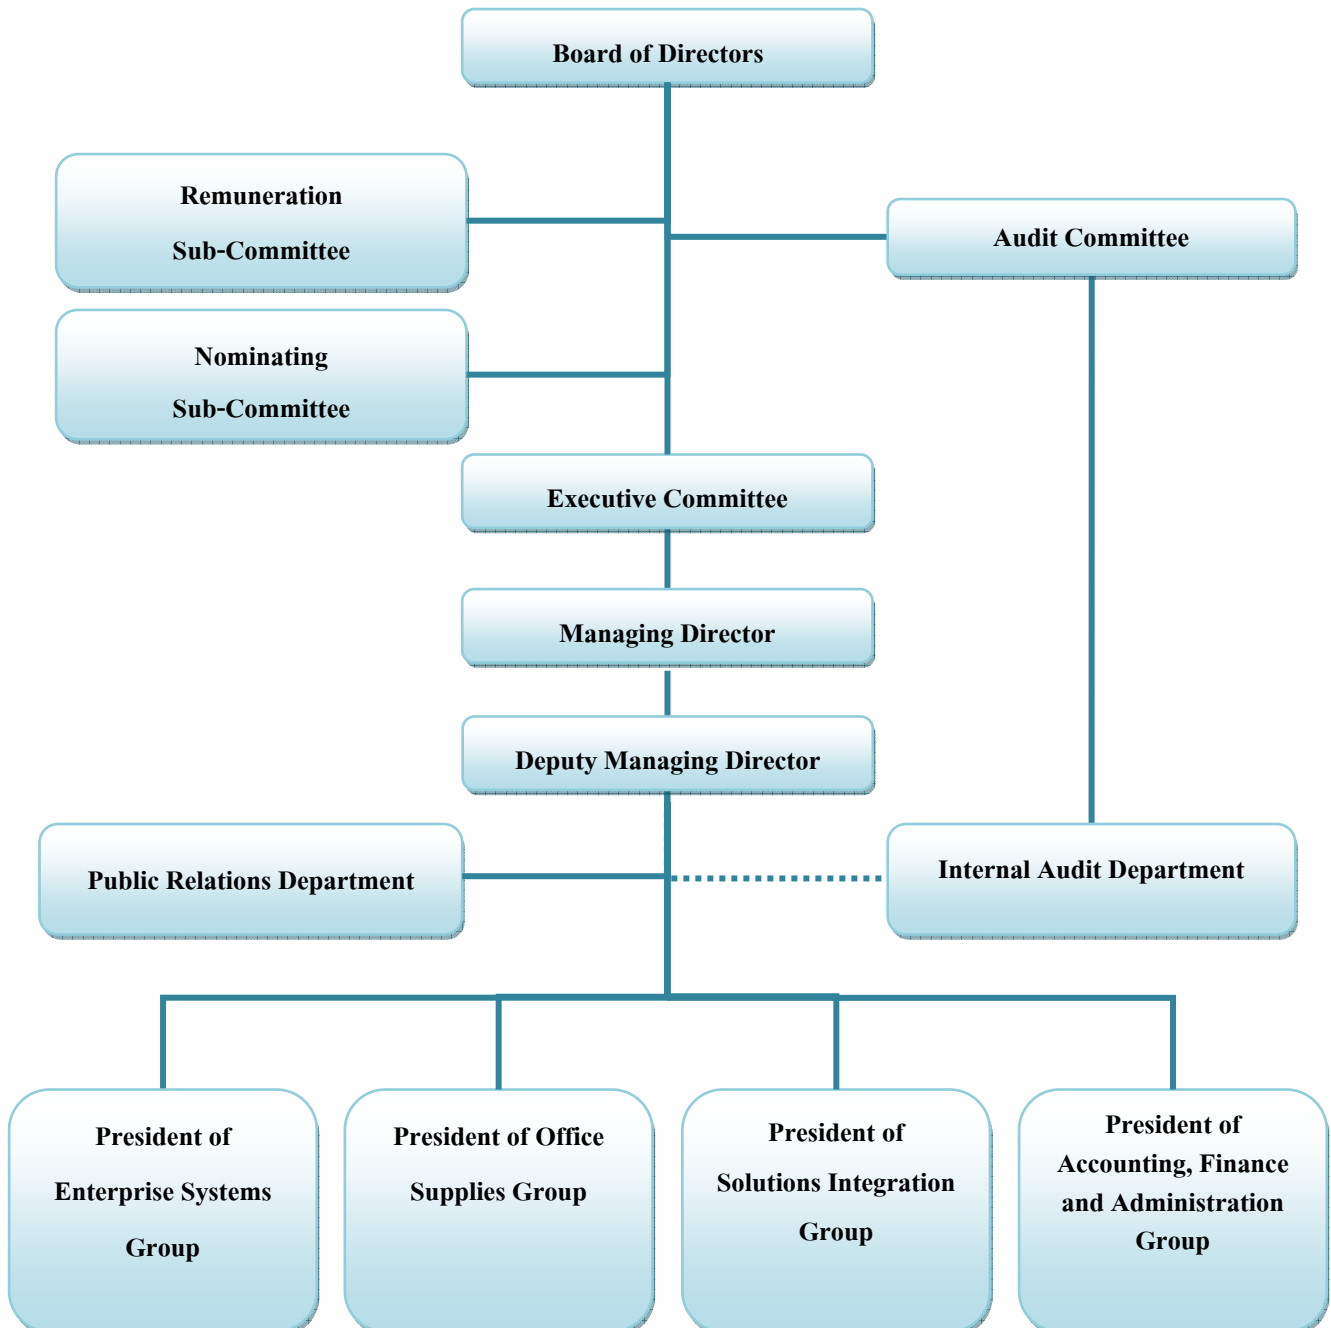 Board of Directors
Remuneration
Sub-Committee
Audit Committee
Nominating
Sub-Committee
Executive Committee
Managing Director
Deputy Managing Director
Public Relations Department
Internal Audit Department
President of
Enterprise Systems
Group
President of Office
Supplies Group
President of
Solutions Integration
Group
President of
Accounting, Finance
and Administration
Group